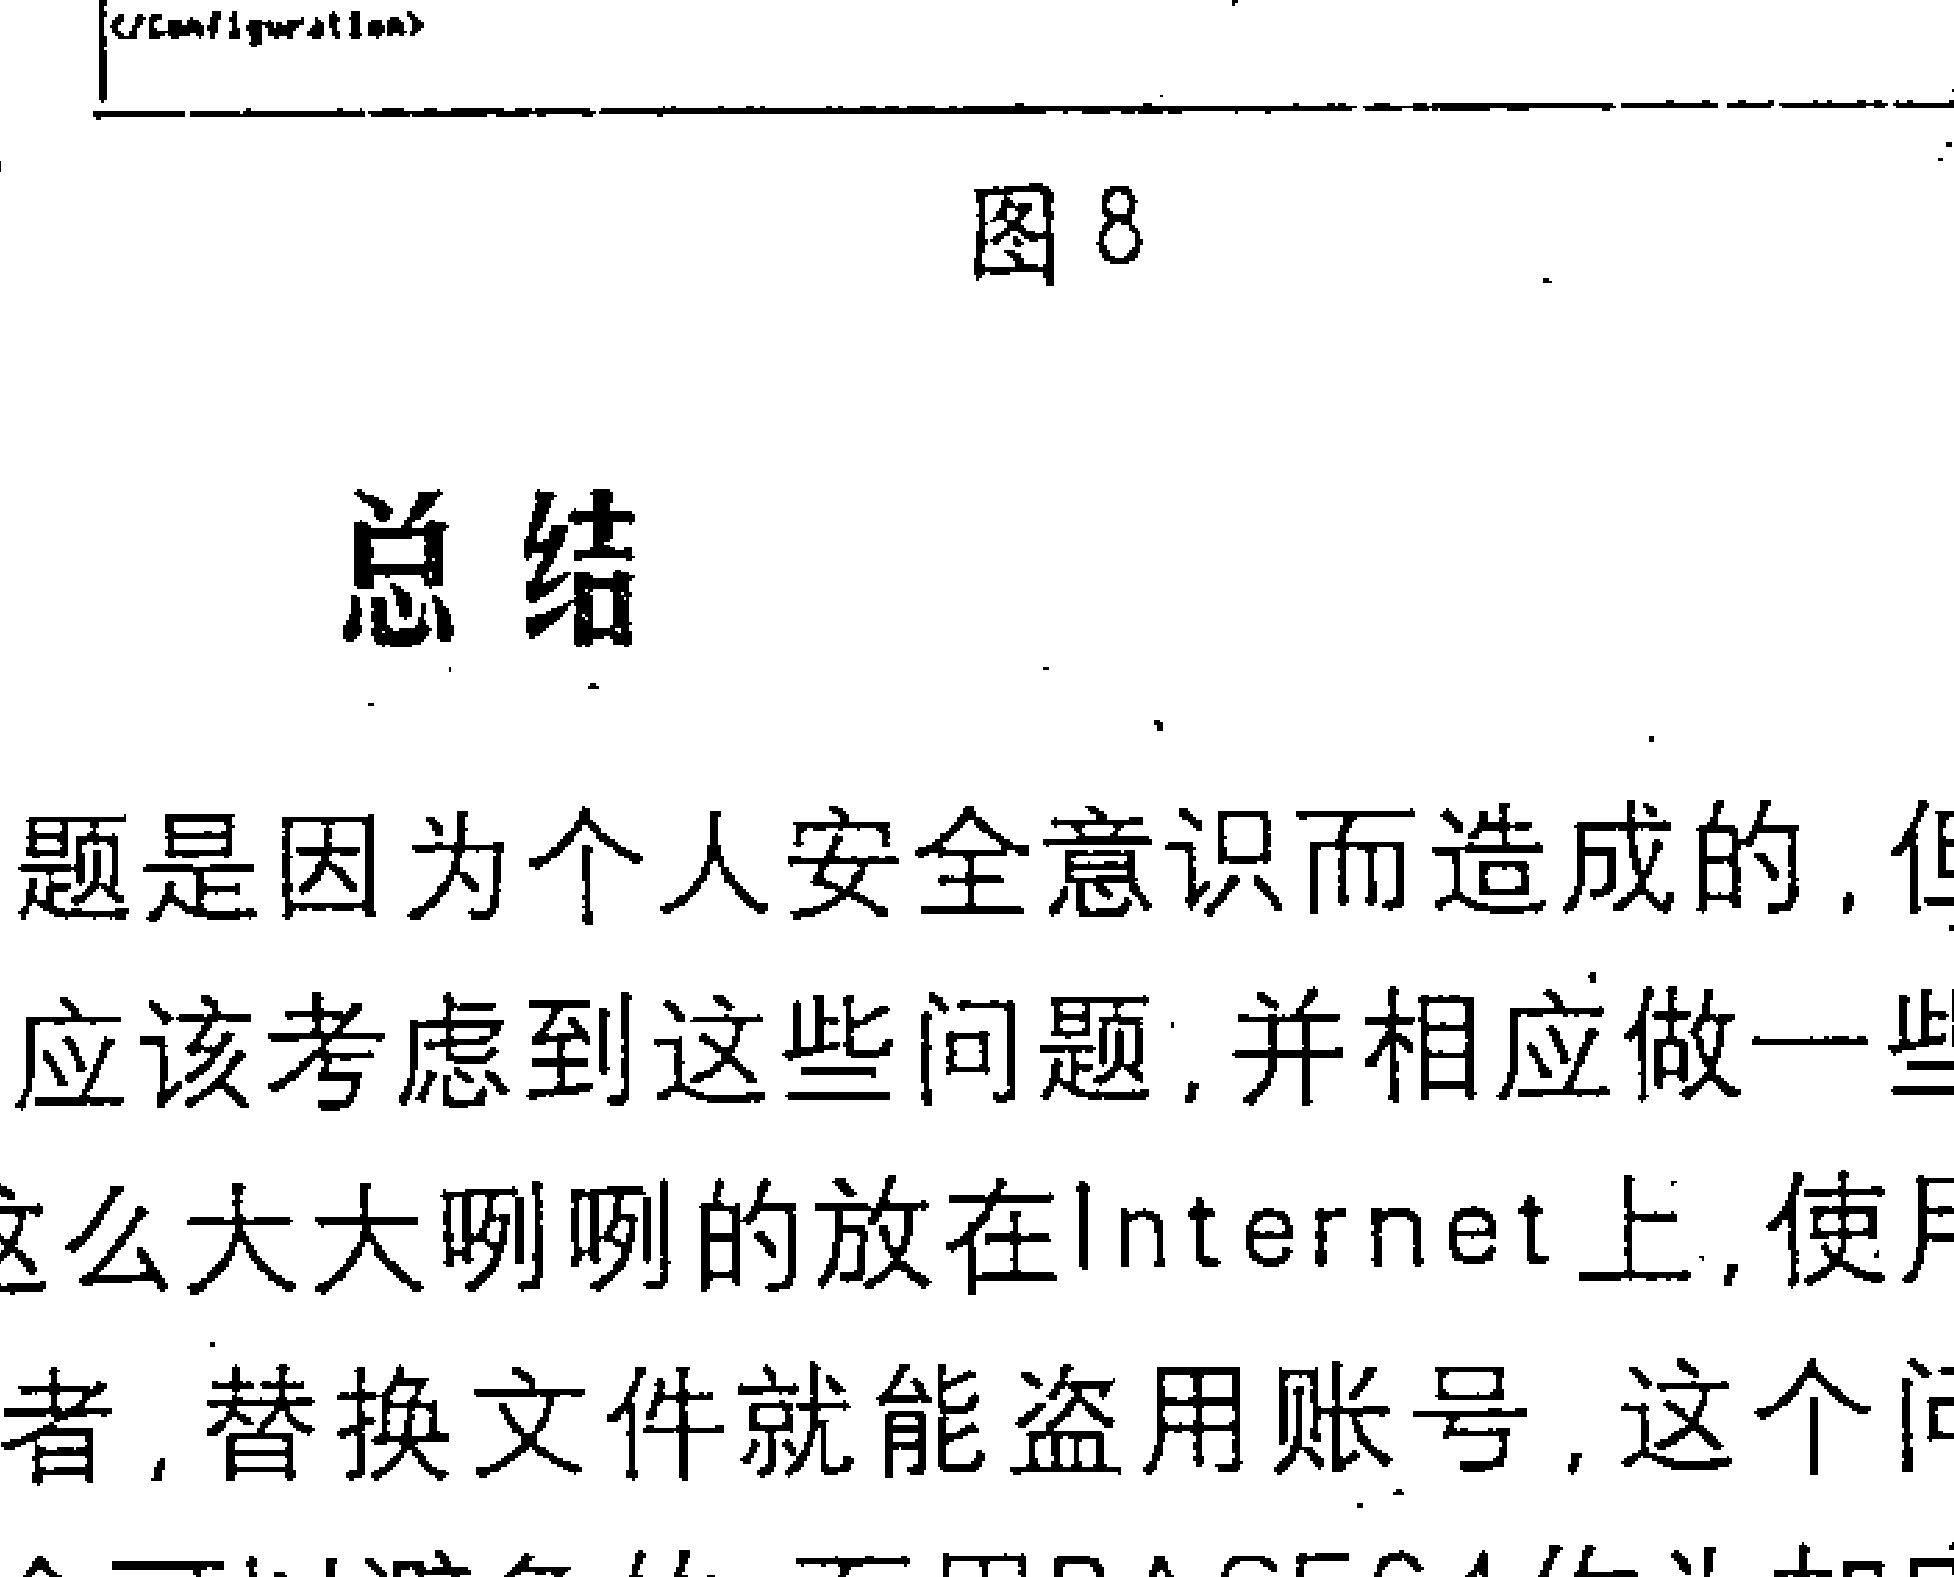 </Configuration>
图 8
总 结
题是因为个人安全意识而造成的，但
应该考虑到这些问题，并相应做一些
这么大大咧咧的放在Internet上，使用
者，替换文件就能盗用账号，这个问